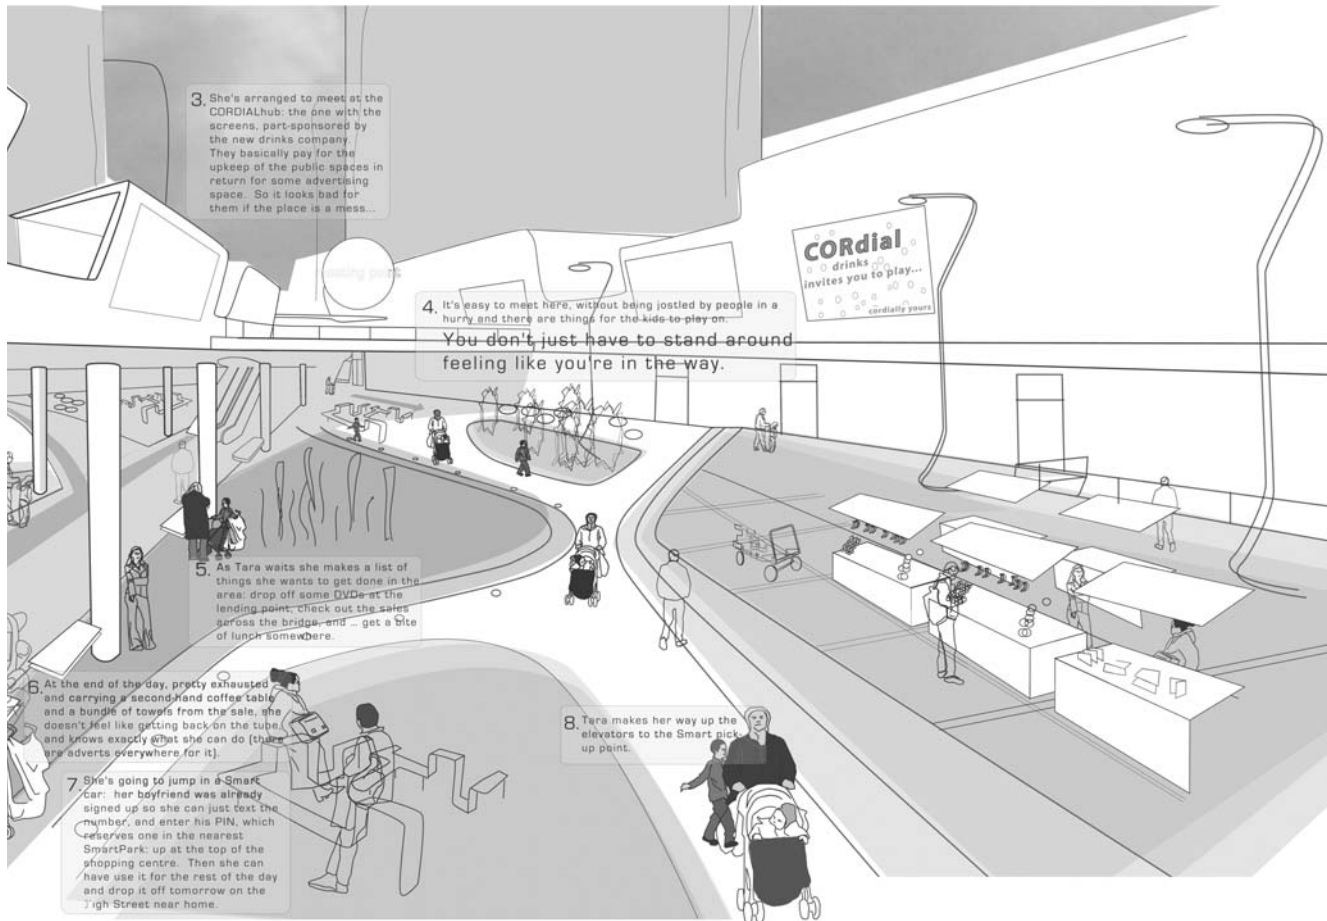 3. She's arranged to meet at the
CORDIALhub: the one with the
screens, part-sponsored by
the new drinks company.
They basically pay for the
upkeep of the public spaces in
return for some advertising
space. So it looks bad for
them if the place is a mess...
meeting point
CORdial
drinks
invites you to play...
cordially yours
4. It's easy to meet here, without being jostled by people in a
hurry and there are things for the kids to play on.
You don't just have to stand around
feeling like you're in the way.
5. As Tara waits she makes a list of
things she wants to get done in the
area: drop off some DVDs at the
lending point, check out the sales
across the bridge, and ... get a bite
of lunch somewhere.
6. At the end of the day, pretty exhausted
and carrying a second-hand coffee table
and a bundle of towels from the sale, she
doesn't feel like getting back on the tube,
and knows exactly what she can do (there
are adverts everywhere for it).
7. She's going to jump in a Smart
car: her boyfriend was already
signed up so she can just text the
number, and enter his PIN, which
reserves one in the nearest
SmartPark: up at the top of the
shopping centre. Then she can
have use it for the rest of the day
and drop it off tomorrow on the
High Street near home.
8. Tara makes her way up the
elevators to the Smart pick-
up point.